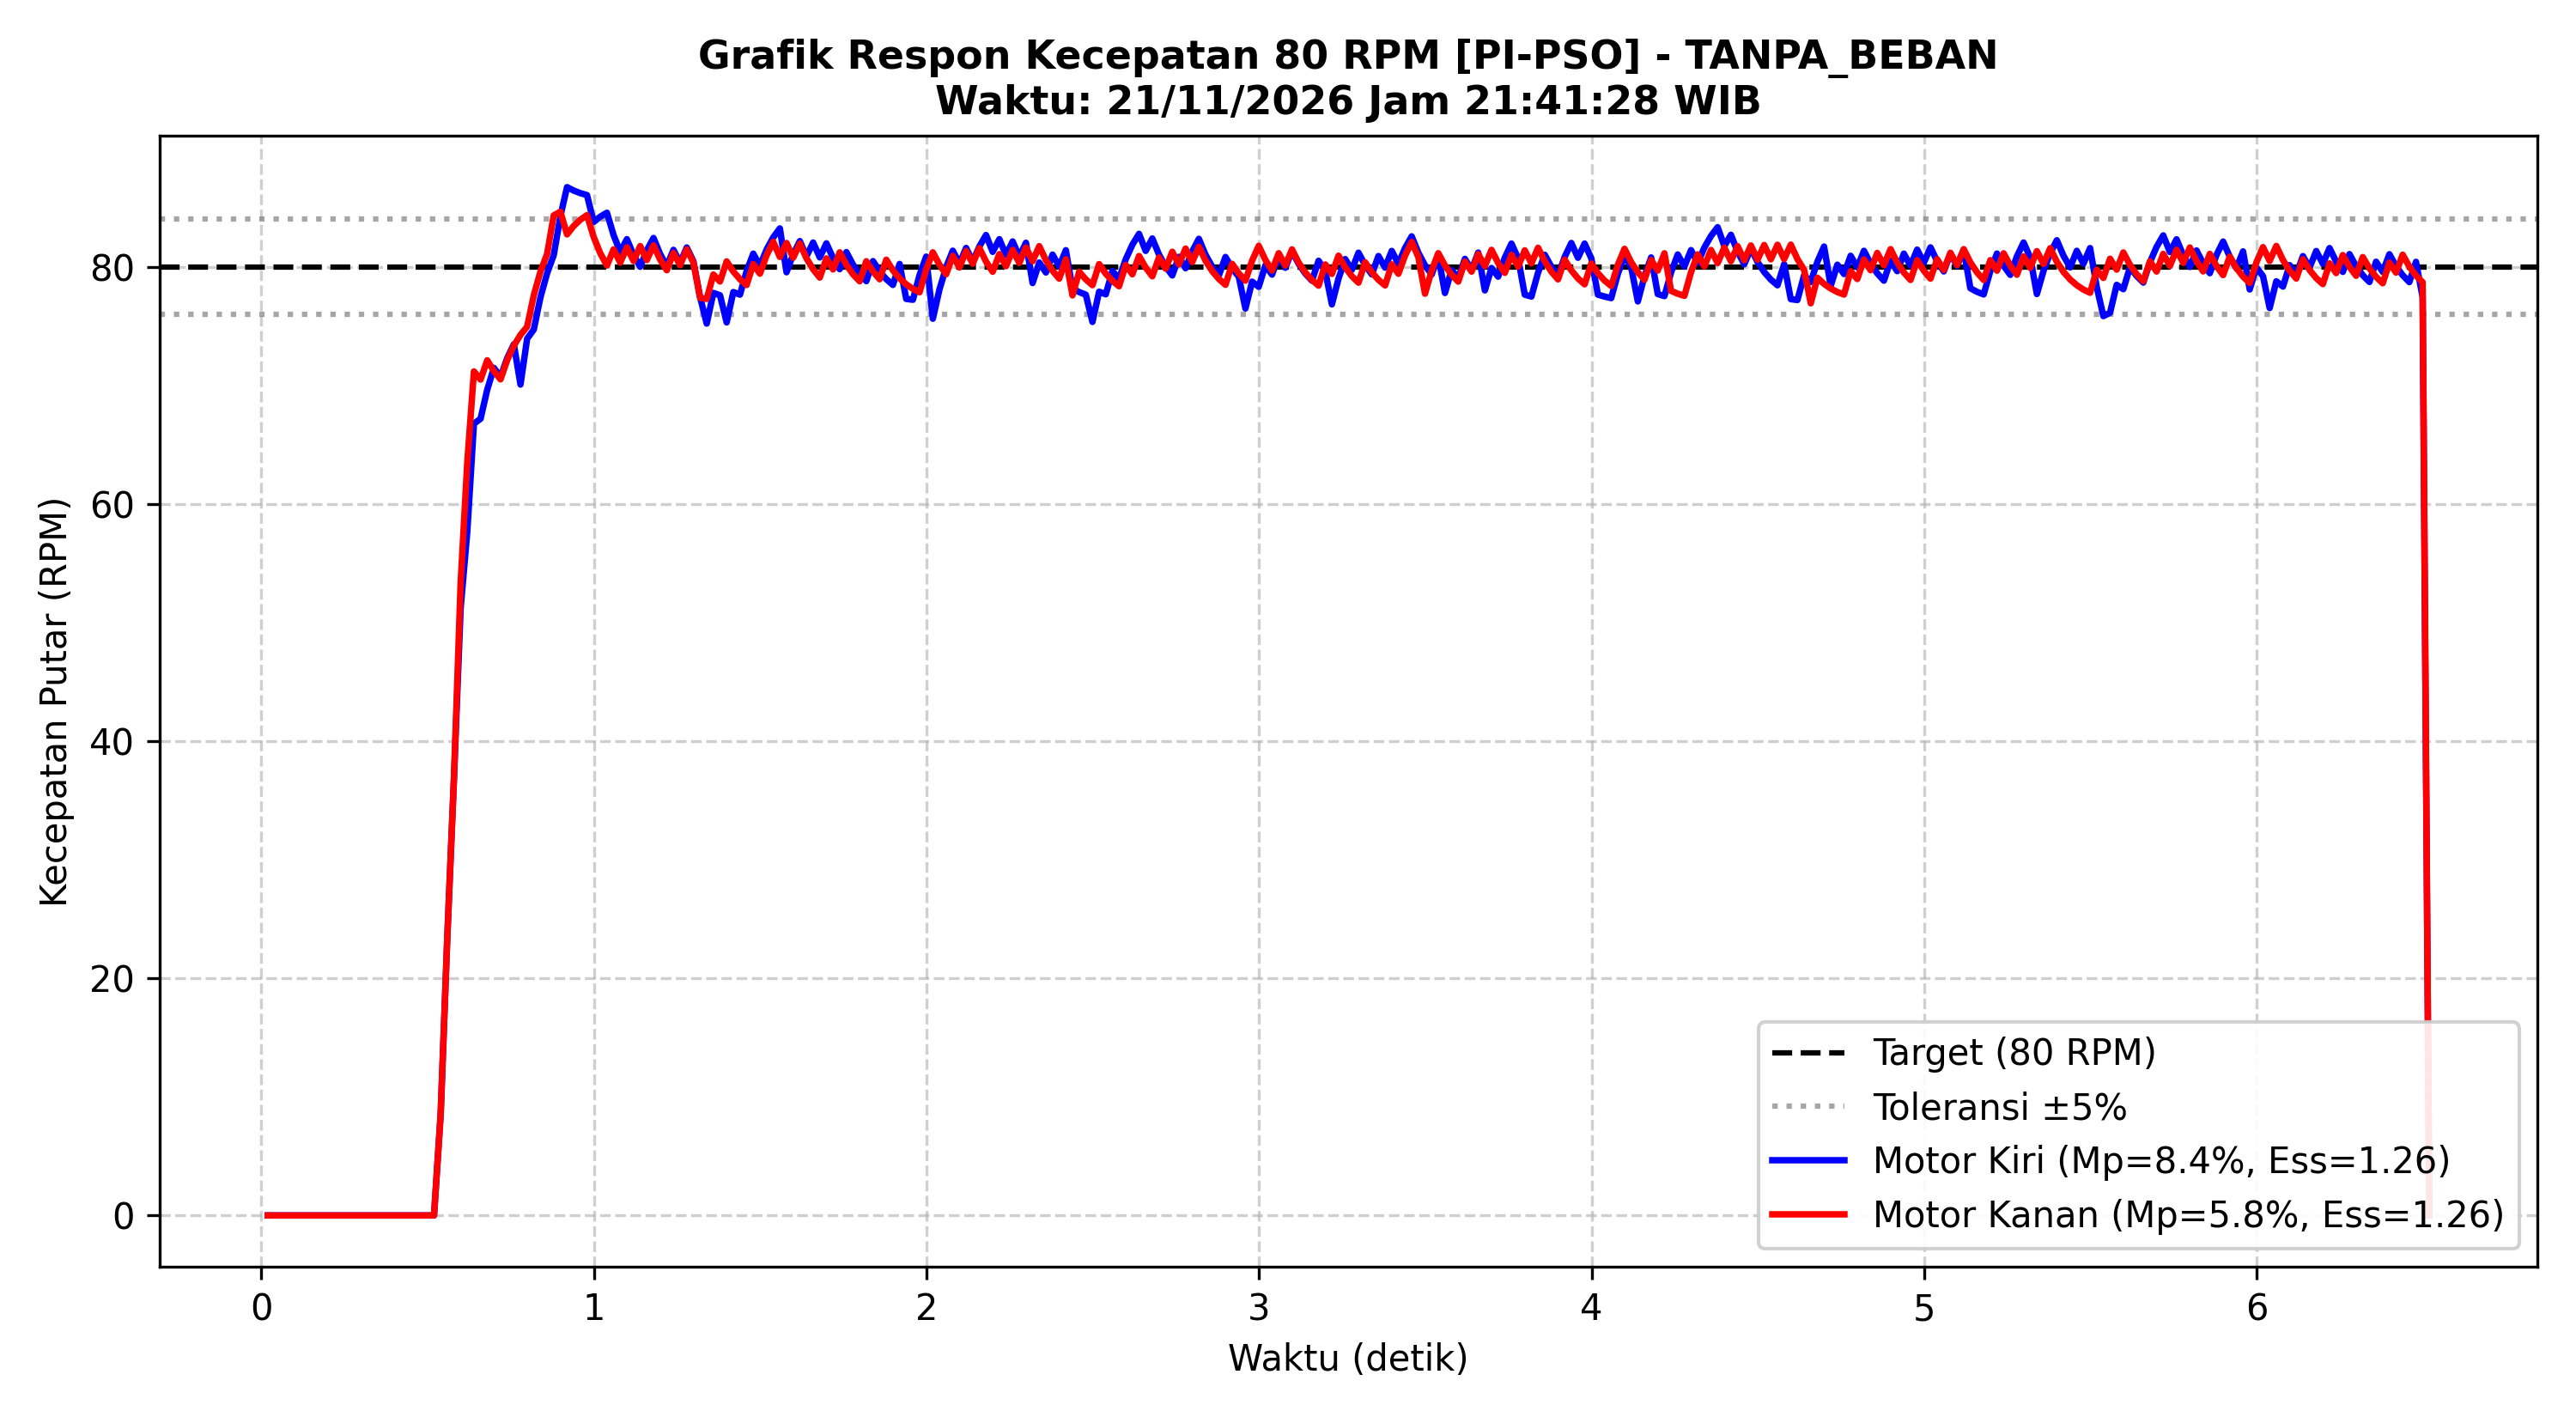 Grafik Respon Kecepatan 80 RPM [PI-PSO] - TANPA_BEBAN
Waktu: 21/11/2026 Jam 21:41:28 WIB
Kecepatan Putar (RPM)
80
60
40
20
0
Target (80 RPM)
Toleransi ±5%
Motor Kiri (Mp=8.4%, Ess=1.26)
Motor Kanan (Mp=5.8%, Ess=1.26)
0 1 2 3 4 5 6
Waktu (detik)